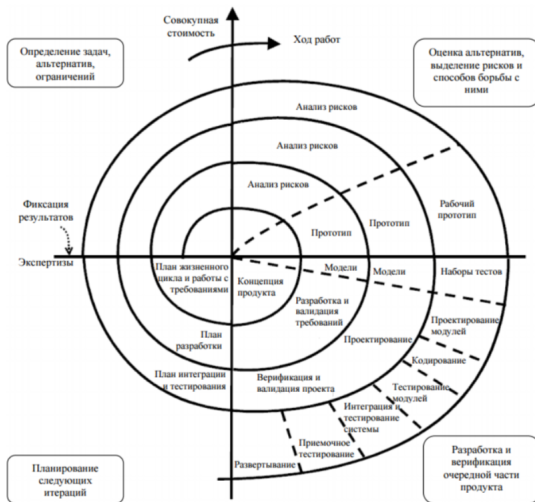 Совокупная
стоимость
Ход работ
Определение задач,
альтернатив,
ограничений
Оценка альтернатив,
выделение рисков и
способов борьбы с
ними
Анализ рисков
Анализ рисков
Анализ рисков
Рабочий
прототип
Фиксация
результатов
Прототип
Прототип
Экспертизы
План жизненного
цикла и работы с
требованиями
Концепция
продукта
Модели
Модели
Наборы тестов
Разработка и
валидация
требований
Проектирование
модулей
План
разработки
Проектирование
Кодирование
План интеграции
и тестирования
Верификация и
валидация проекта
Тестирование
модулей
Интеграция и
тестирование
системы
Приемочное
тестирование
Развертывание
Планирование
следующих
итераций
Разработка и
верификация
очередной части
продукта